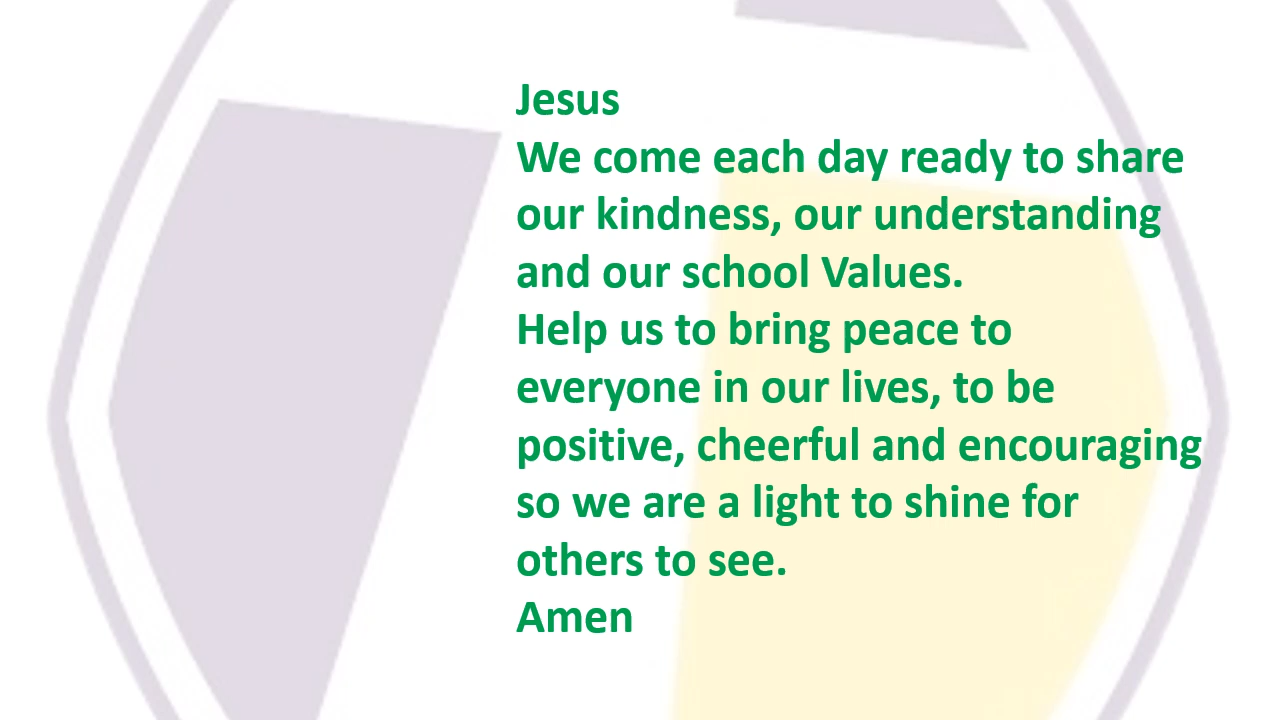 Jesus
We come each day ready to share
our kindness, our understanding
and our school Values.
Help us to bring peace to
everyone in our lives, to be
positive, cheerful and encouraging
so we are a light to shine for
others to see.
Amen